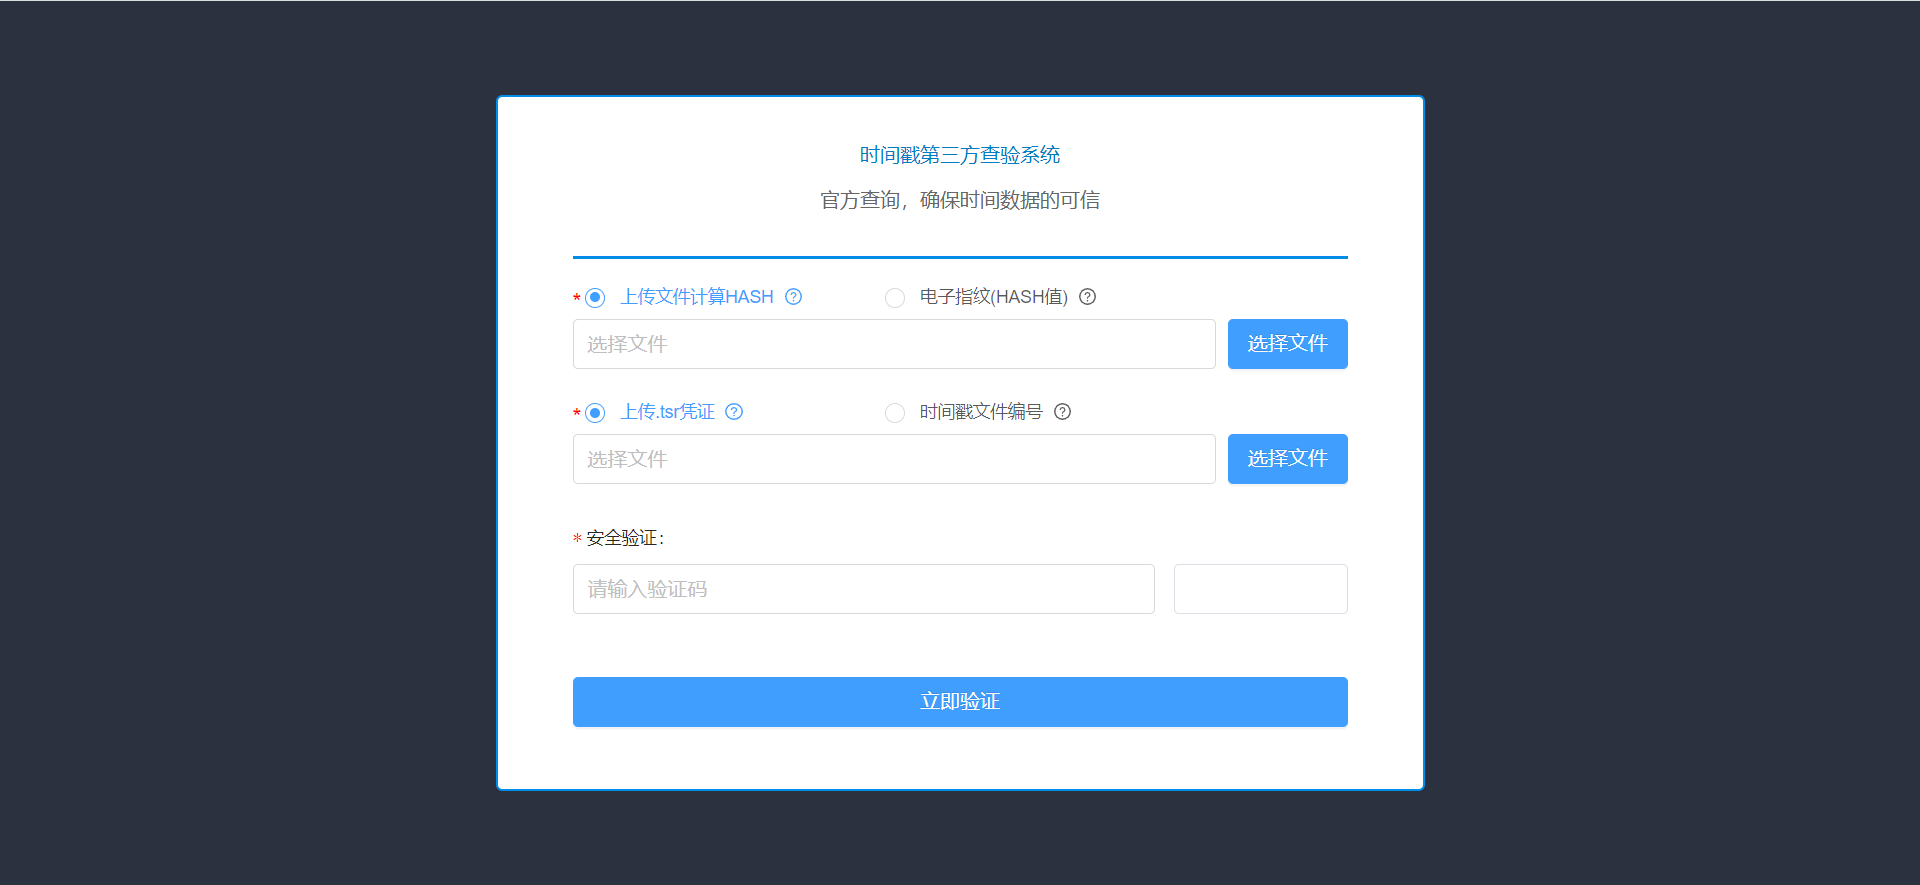 时间戳第三方查验系统
官方查询，确保时间数据的可信
* 上传文件计算HASH ? 电子指纹(HASH值) ?
选择文件 选择文件
* 上传.tsr凭证 ? 时间戳文件编号 ?
选择文件 选择文件
* 安全验证：
请输入验证码
立即验证